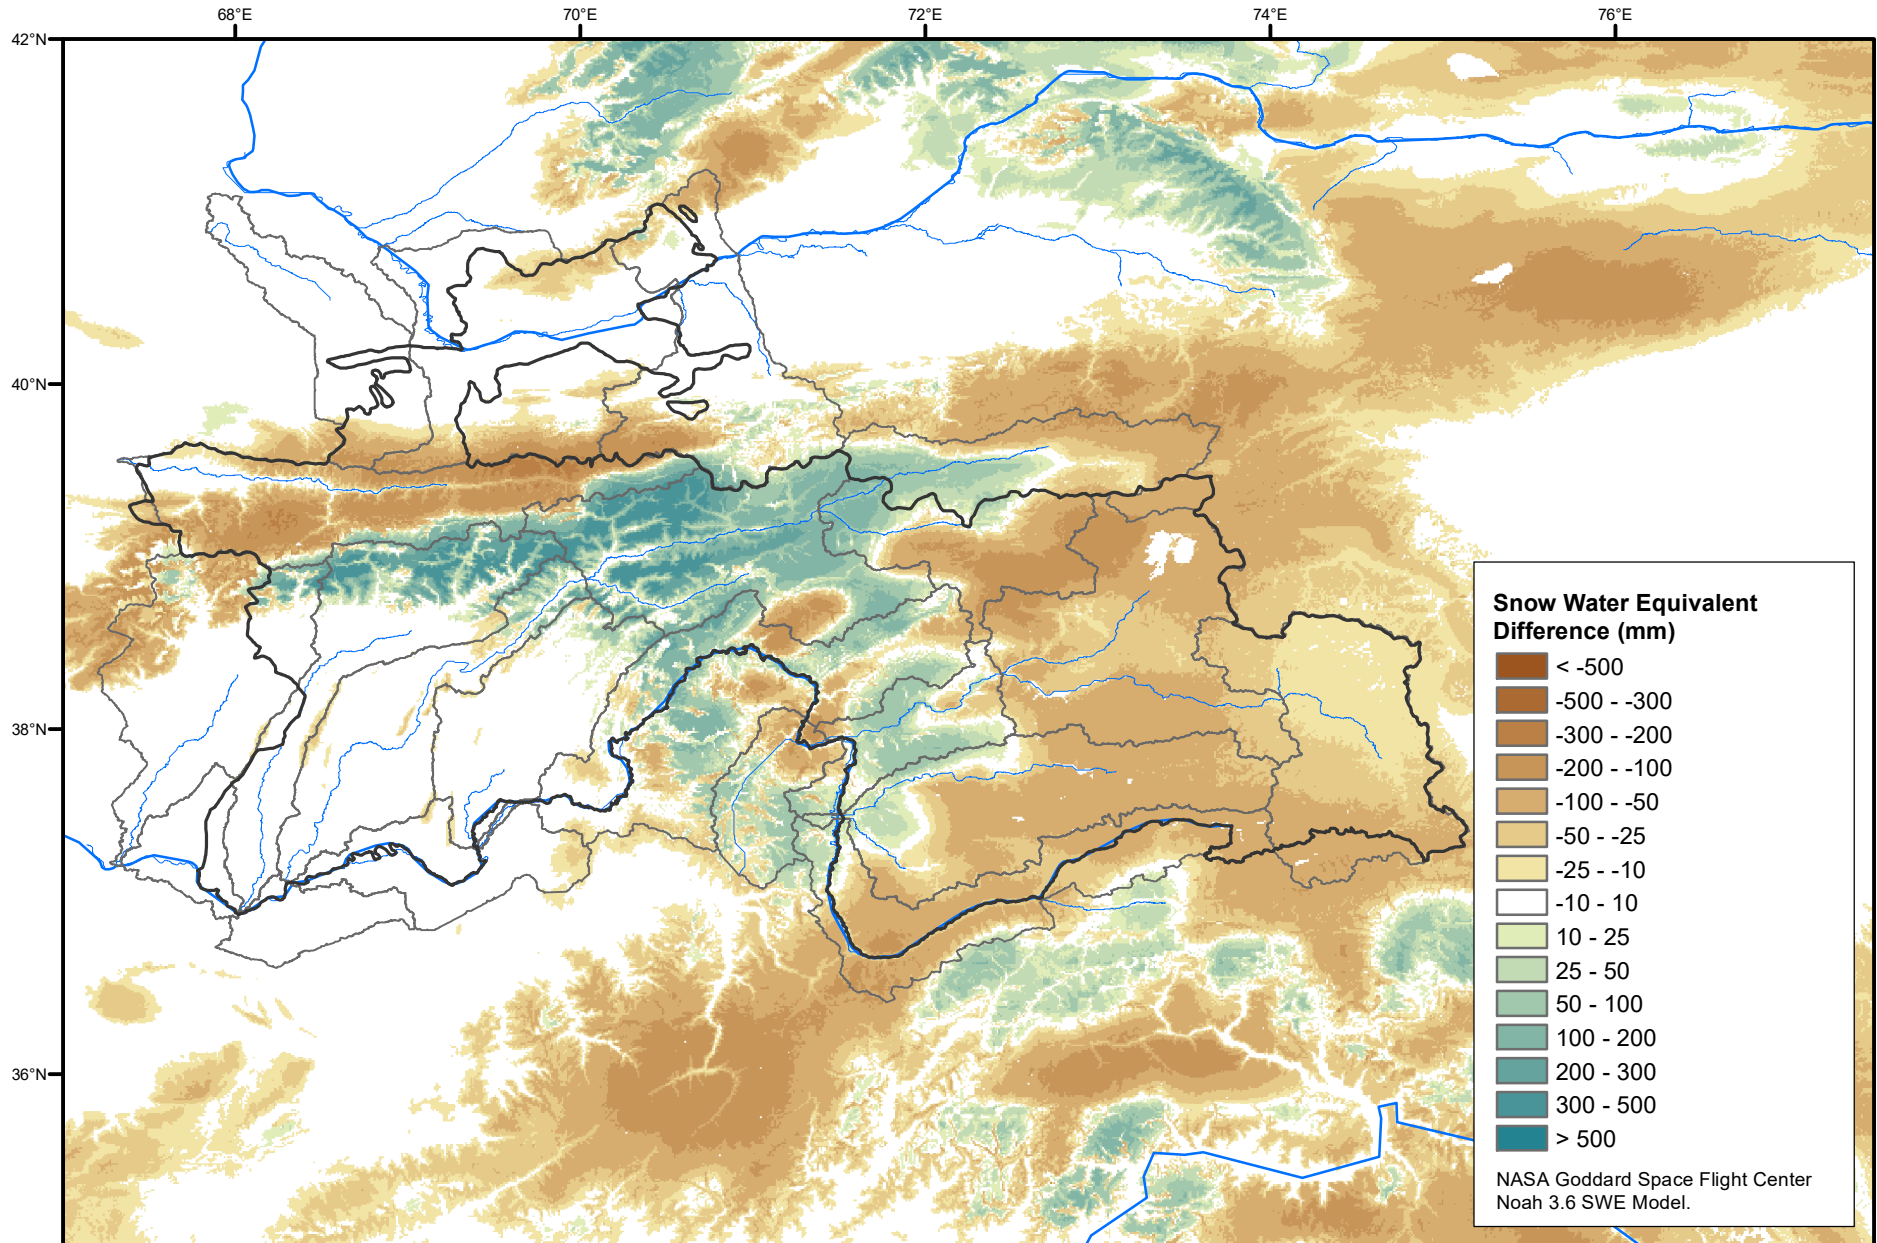 68°E 70°E 72°E 74°E 76°E
42°N
40°N
38°N
36°N
Snow Water Equivalent
Difference (mm)
< -500
-500 - -300
-300 - -200
-200 - -100
-100 - -50
-50 - -25
-25 - -10
-10 - 10
10 - 25
25 - 50
50 - 100
100 - 200
200 - 300
300 - 500
> 500
NASA Goddard Space Flight Center
Noah 3.6 SWE Model.